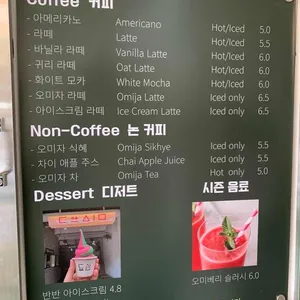 Coffee 커피
- 아메리카노 Americano Hot/Iced 5.0
- 라떼 Latte Hot/Iced 5.5
- 바닐라 라떼 Vanilla Latte Hot/Iced 6.0
- 귀리 라떼 Oat Latte Hot/Iced 6.0
- 화이트 모카 White Mocha Hot/Iced 6.0
- 오미자 라떼 Omija Latte Iced only 6.5
- 아이스크림 라떼 Ice Cream Latte Iced only 6.5
Non-Coffee 논 커피
- 오미자 식혜 Omija Sikhye Iced only 5.5
- 차이 애플 주스 Chai Apple Juice Iced only 5.5
- 오미자 차 Omija Tea Hot only 5.0
Dessert 디저트
시즌 음료
반반 아이스크림 4.8
오미베리 슬러시 6.0